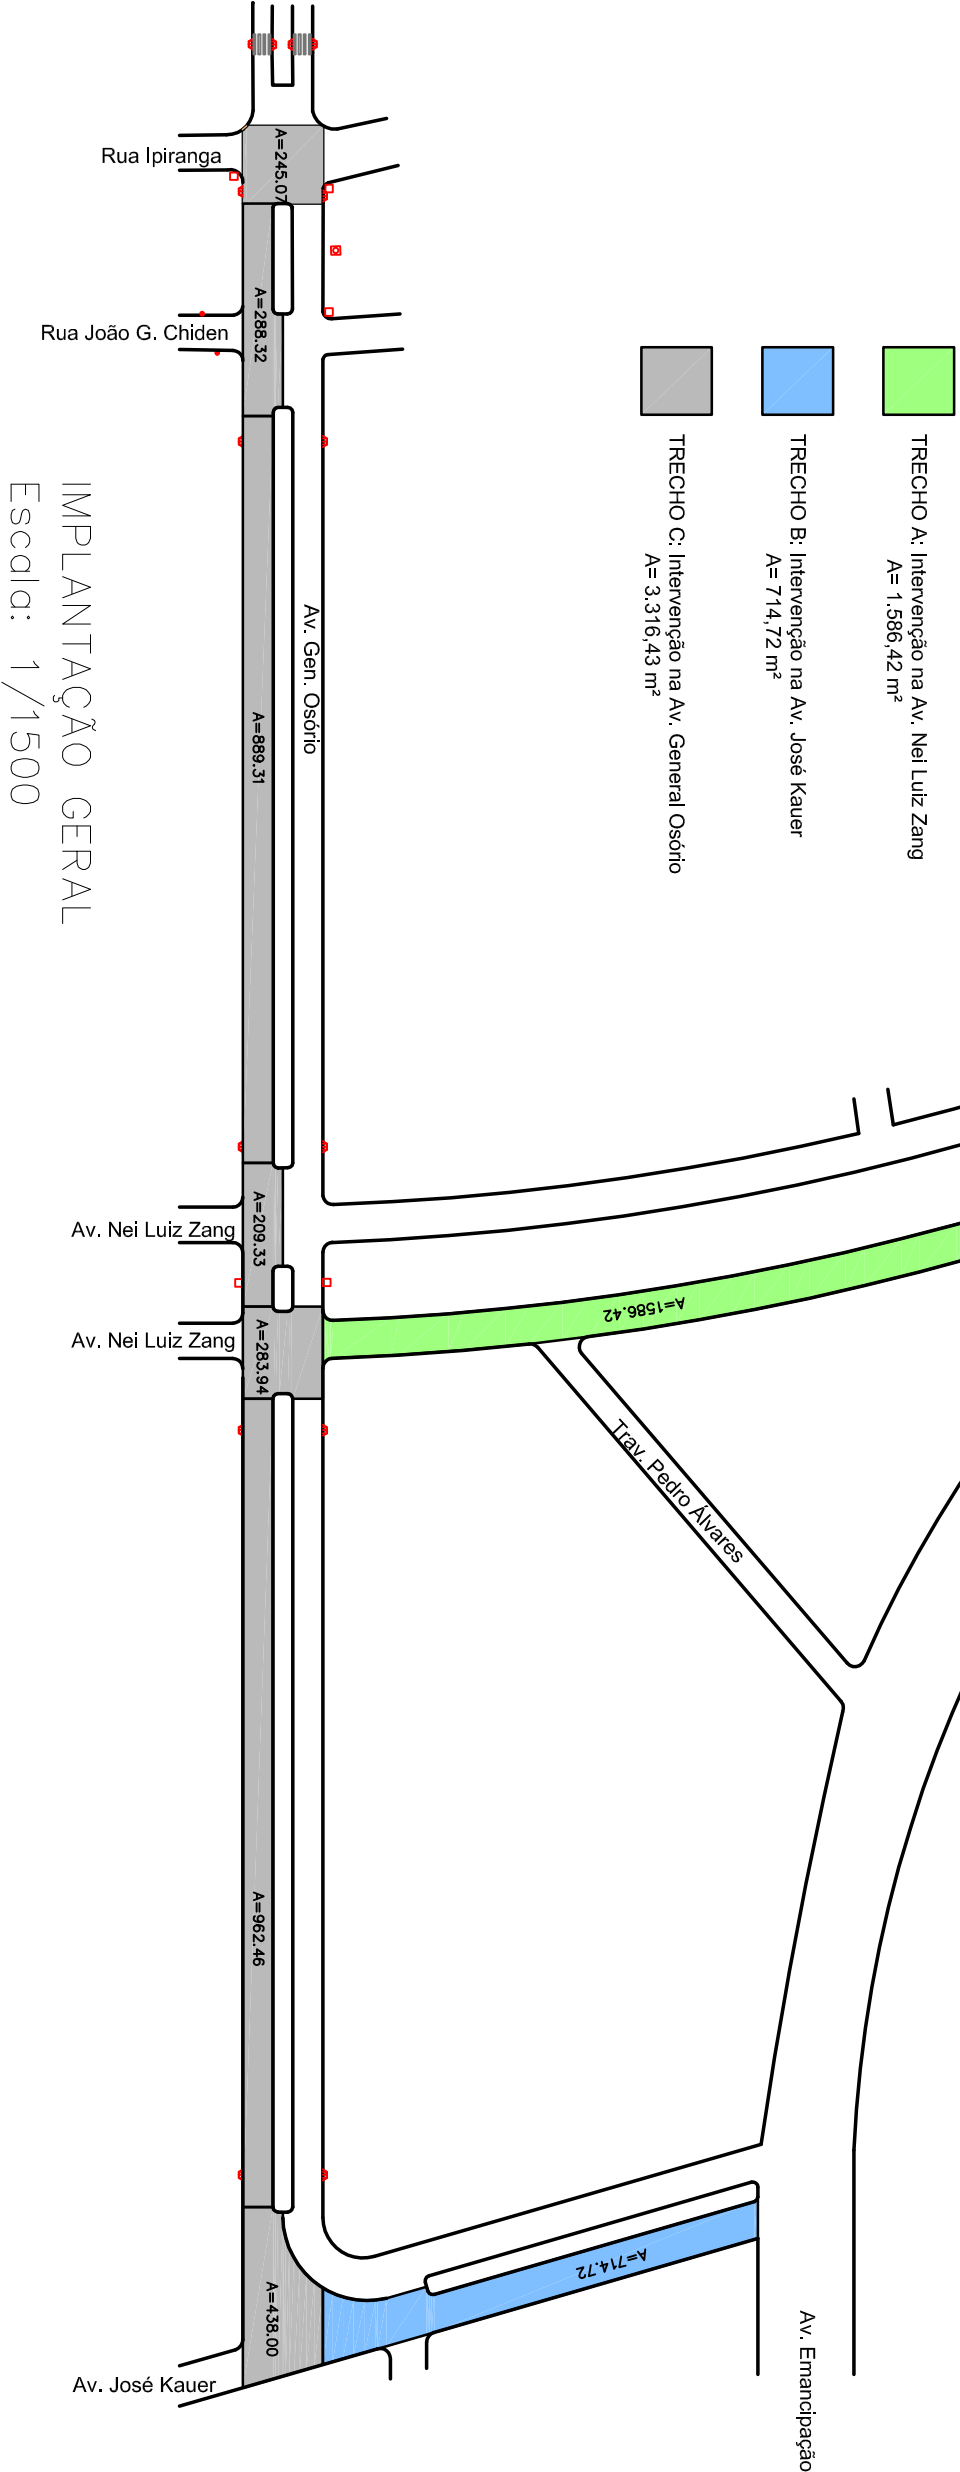 Rua Ipiranga
A=245.07
A=288.32
Rua João G. Chiden
TRECHO A: Intervenção na Av. Nei Luiz Zang
A= 1.586,42 m²
TRECHO B: Intervenção na Av. José Kauer
A= 714,72 m²
TRECHO C: Intervenção na Av. General Osório
A= 3.316,43 m²
IMPLANTAÇÃO GERAL
Escala: 1/1500
Av. Gen. Osório
A=889.31
Av. Nei Luiz Zang
A=209.33
A=1586.42
Av. Nei Luiz Zang
A=283.94
Trav. Pedro Álvares
A=962.46
A=714.72
A=438.00
Av. José Kauer
Av. Emancipação